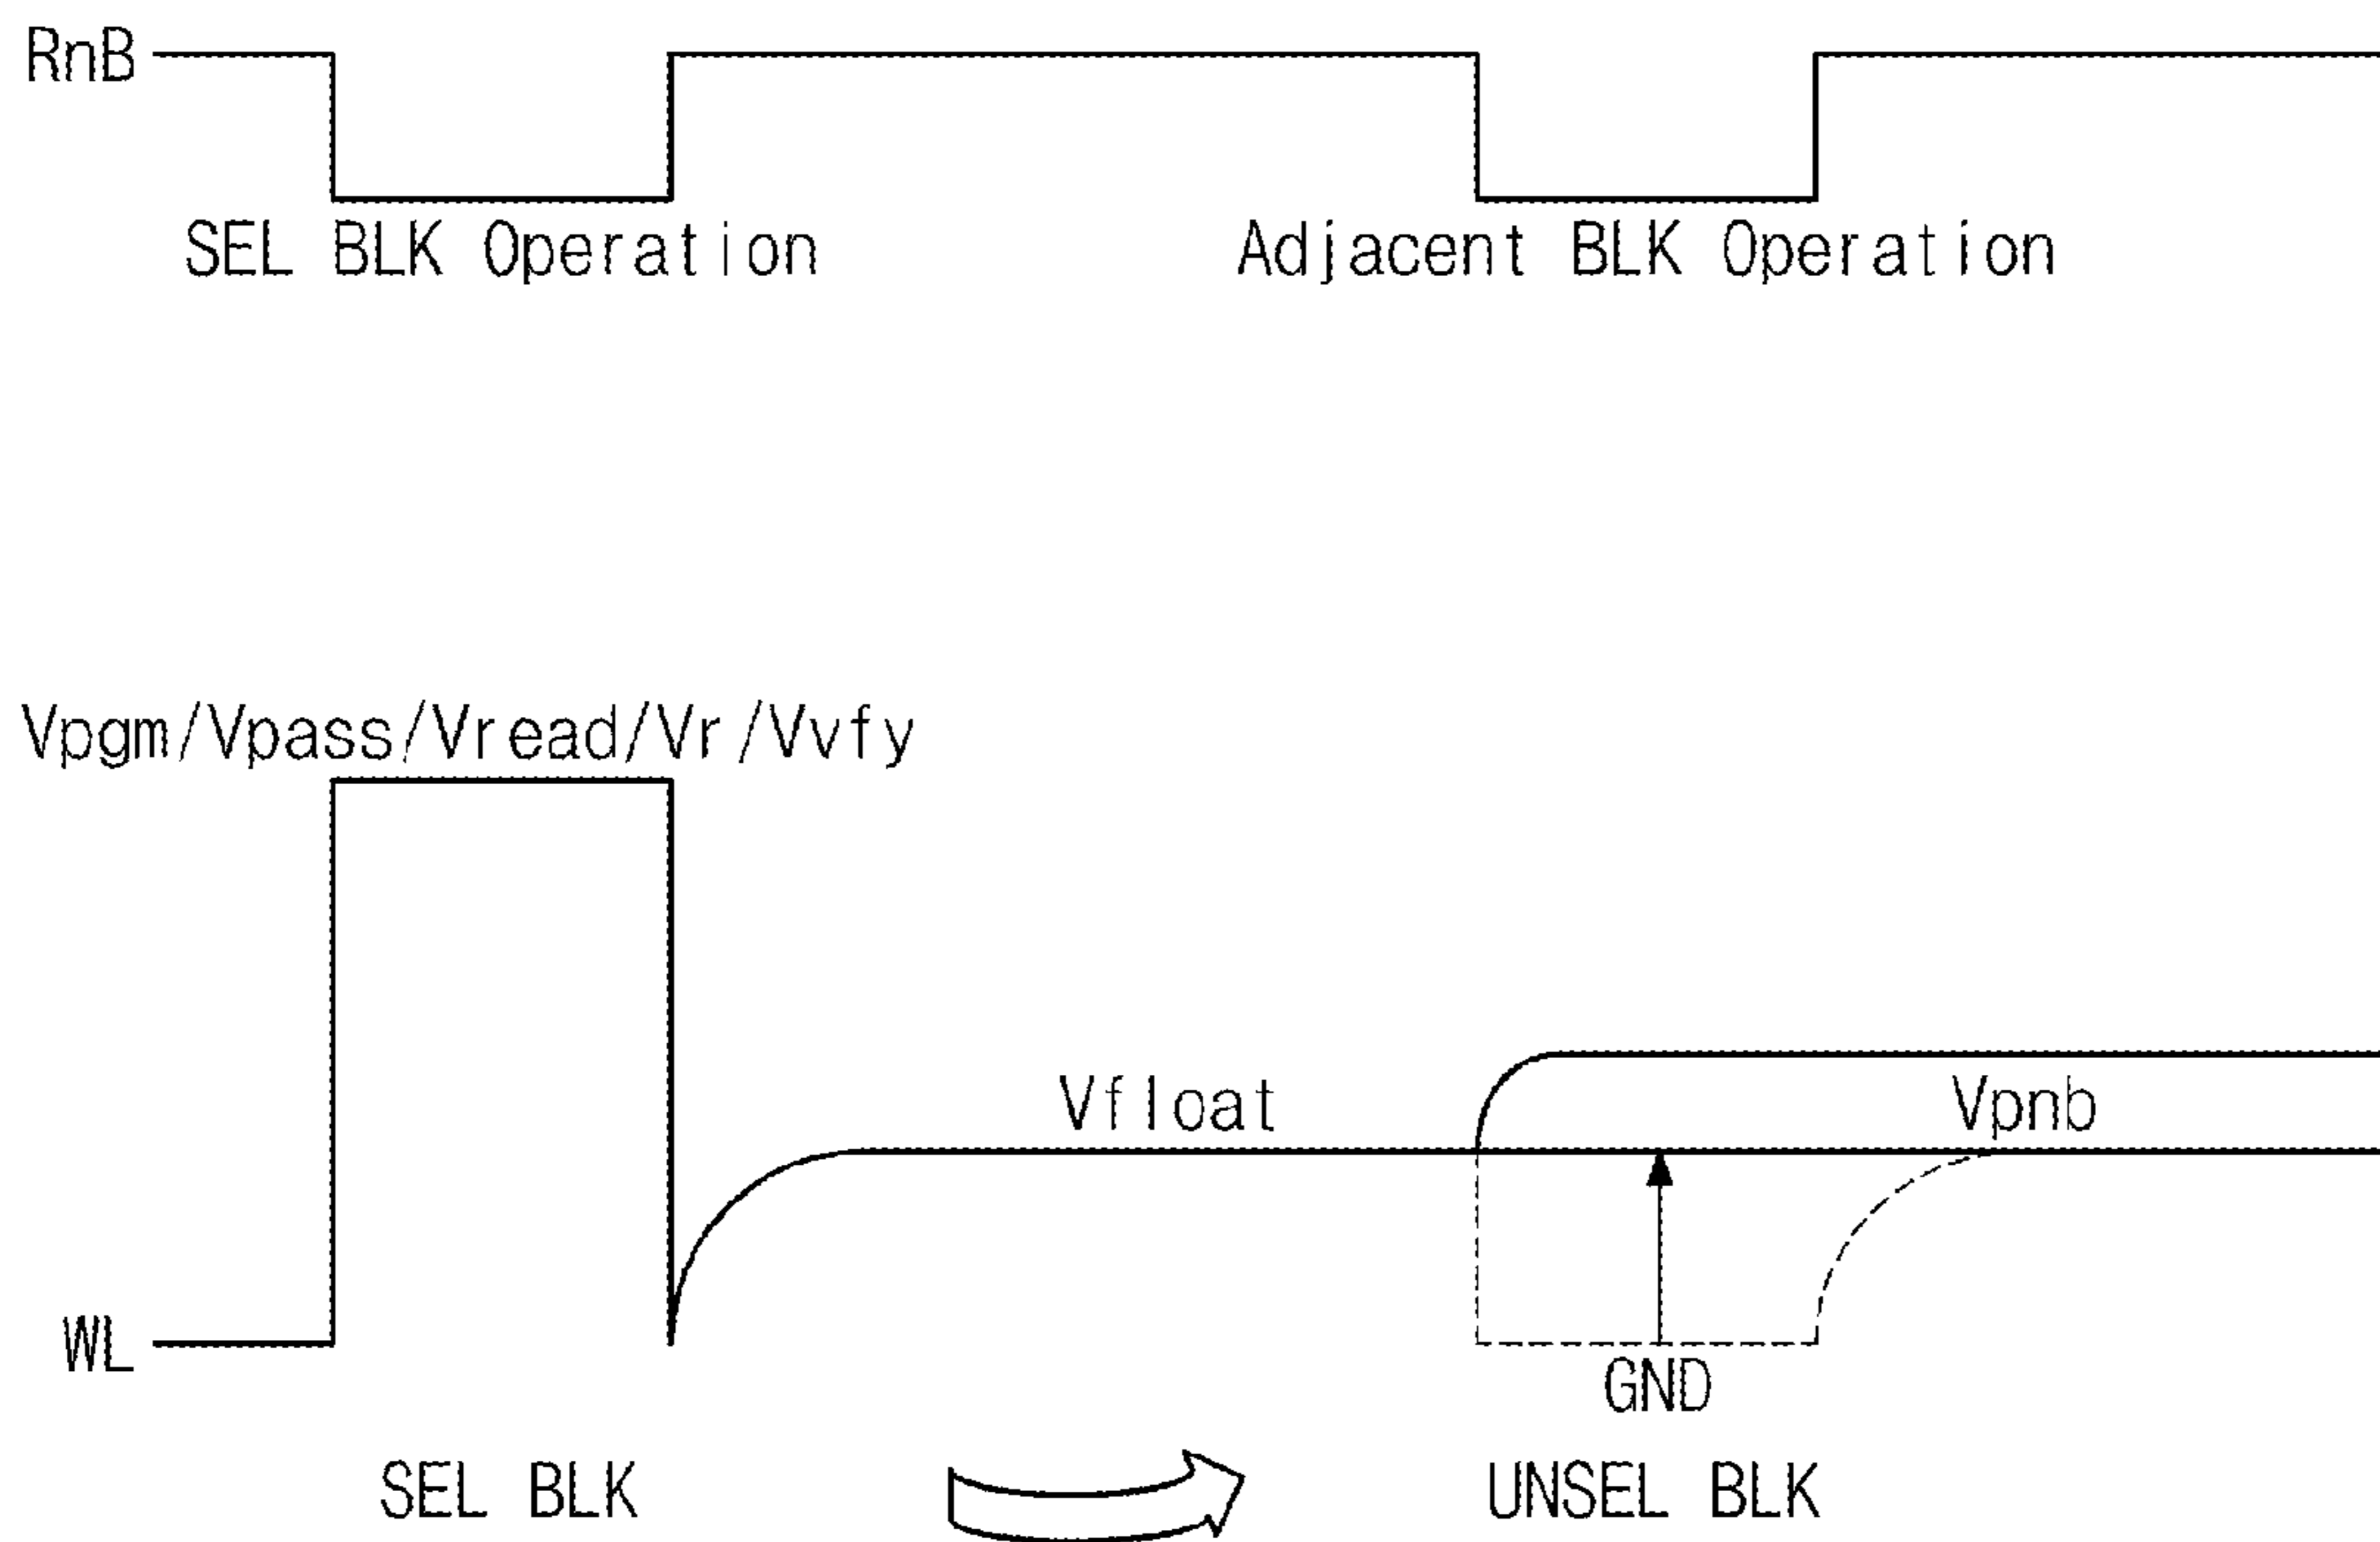 RnB
SEL BLK Operation
Adjacent BLK Operation
Vpgm/Vpass/Vread/Vr/Vvfy
Vfloat
Vpnb
WL
GND
SEL BLK
UNSEL BLK